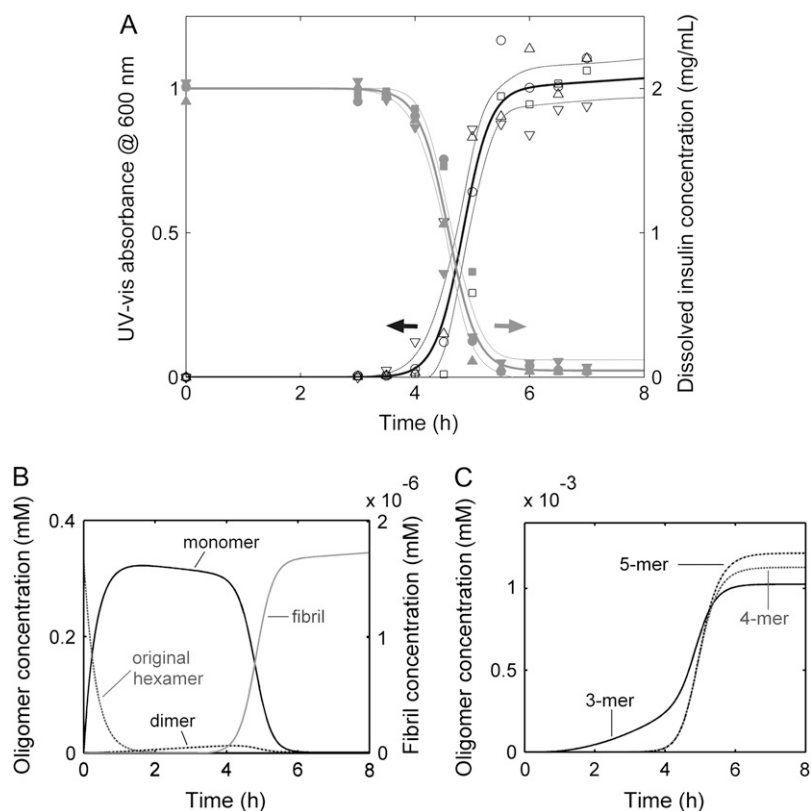 A
UV-vis absorbance @ 600 nm
1
0.5
0
Dissolved insulin concentration (mg/mL)
2
1
0
0 2 4 6 8
Time (h)
B
x 10 -6
Oligomer concentration (mM)
0.4
0.2
0
monomer
fibril
original
hexamer
dimer
Fibril concentration (mM)
2
1
0
0 2 4 6 8
Time (h)
C
x 10 -3
Oligomer concentration (mM)
1
0.5
0
5-mer
4-mer
3-mer
0 2 4 6 8
Time (h)